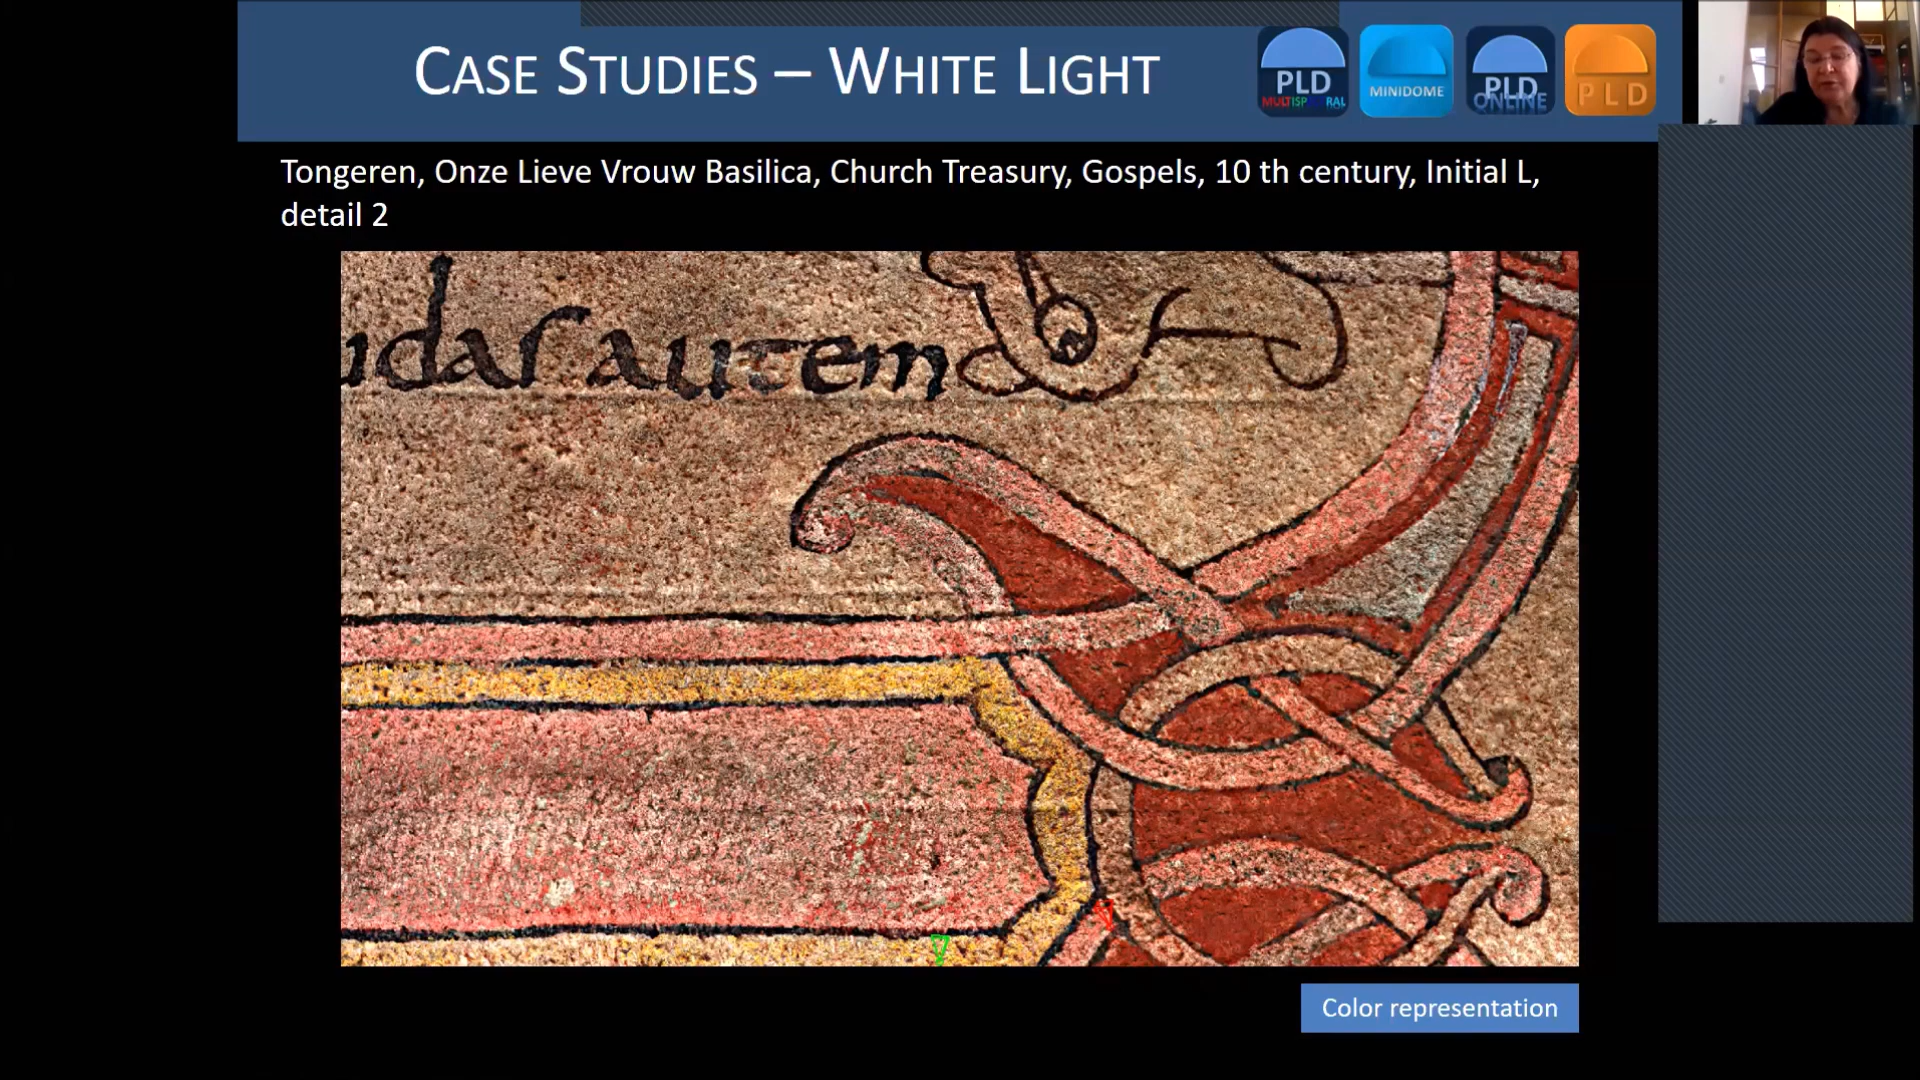 CASE STUDIES – WHITE LIGHT
PLD
MULTISPECTRAL
MINIDOME
PLD
ONLINE
PLD
Tongeren, Onze Lieve Vrouw Basilica, Church Treasury, Gospels, 10 th century, Initial L,
detail 2
udaſ autem
Color representation